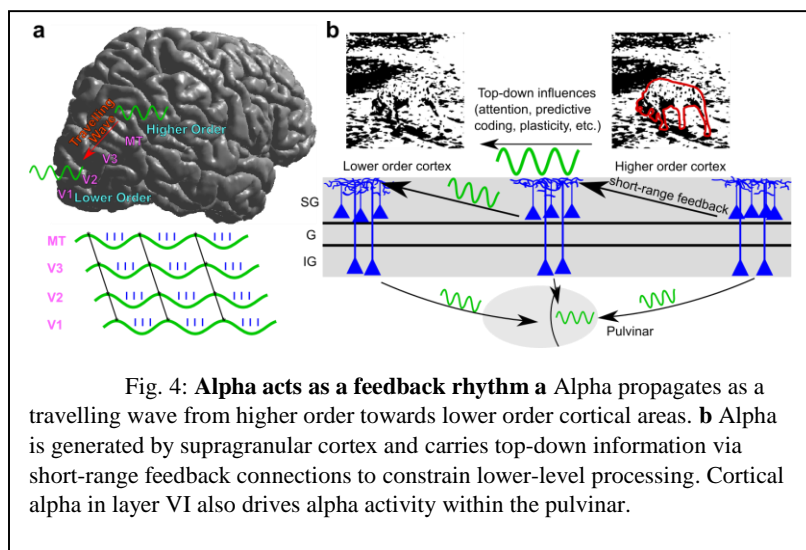 a
Travelling
Wave
Higher Order
MT
V3
V2
V1
Lower Order
MT
V3
V2
V1
b
Top-down influences
(attention, predictive
coding, plasticity, etc.)
Lower order cortex
Higher order cortex
short-range feedback
SG
G
IG
Pulvinar
Fig. 4: Alpha acts as a feedback rhythm a Alpha propagates as a
travelling wave from higher order towards lower order cortical areas. b Alpha
is generated by supragranular cortex and carries top-down information via
short-range feedback connections to constrain lower-level processing. Cortical
alpha in layer VI also drives alpha activity within the pulvinar.